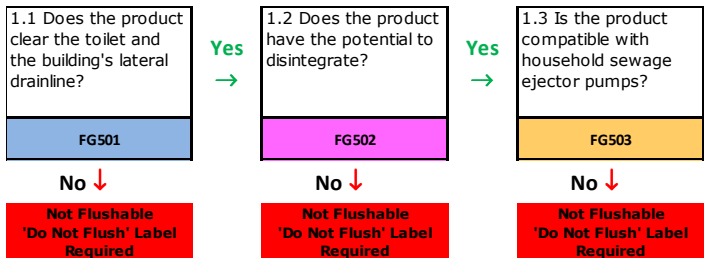 1.1 Does the product
clear the toilet and
the building's lateral
drainline?
FG501
No ↓
Not Flushable
'Do Not Flush' Label
Required
Yes
→
1.2 Does the product
have the potential to
disintegrate?
FG502
No ↓
Not Flushable
'Do Not Flush' Label
Required
Yes
→
1.3 Is the product
compatible with
household sewage
ejector pumps?
FG503
No ↓
Not Flushable
'Do Not Flush' Label
Required